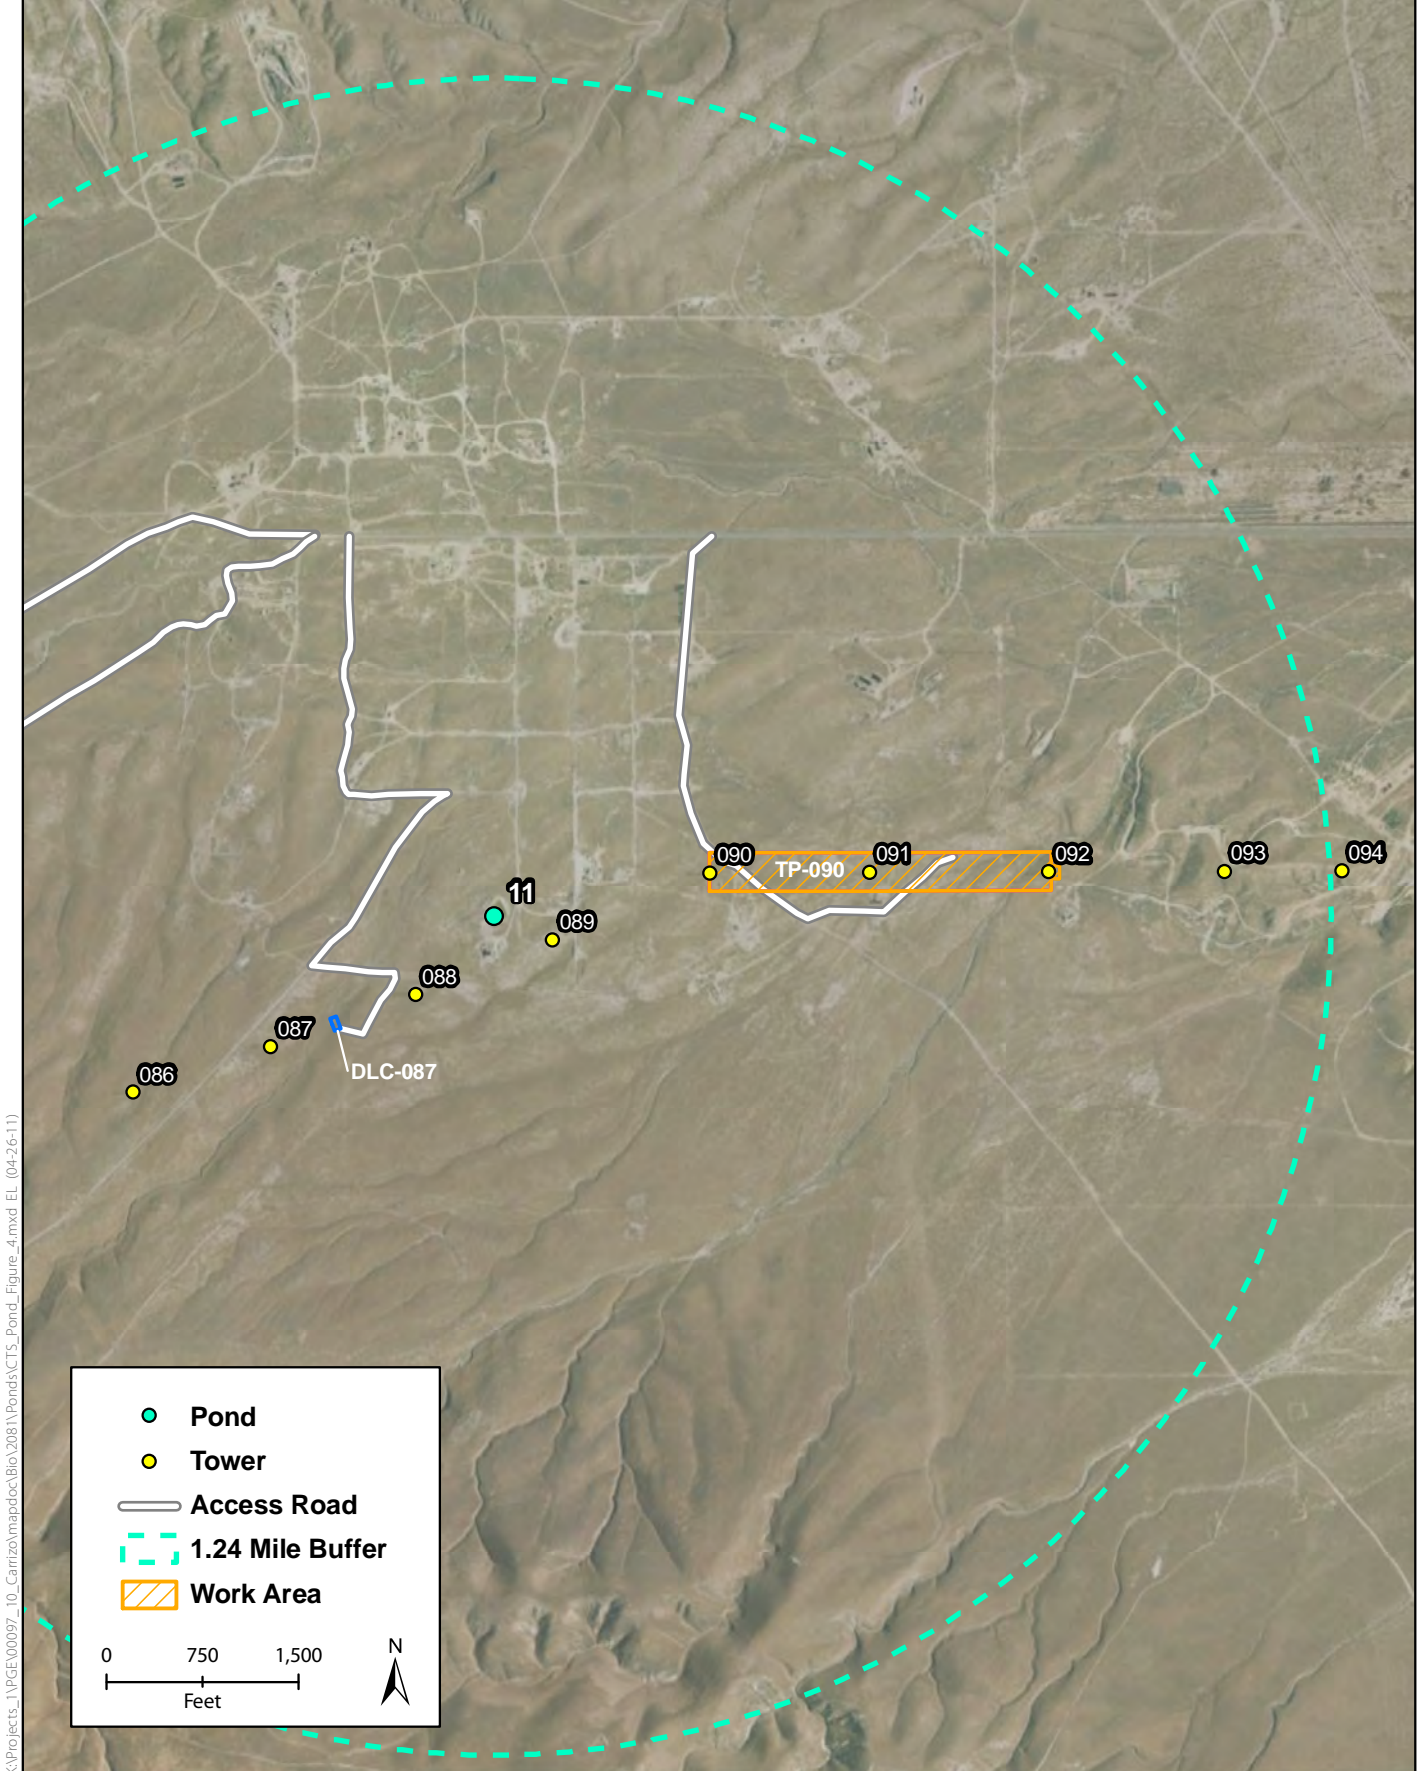 090
091
092
093
094
TP-090
11
089
088
087
DLC-087
086
Pond
Tower
Access Road
1.24 Mile Buffer
Work Area
0 750 1,500
Feet
N
K:\Projects_1\PGE\00097_10_Carrizo\mapdoc\Bio\2081\Ponds\CTS_Pond_Figure_4.mxd EL (04-26-11)